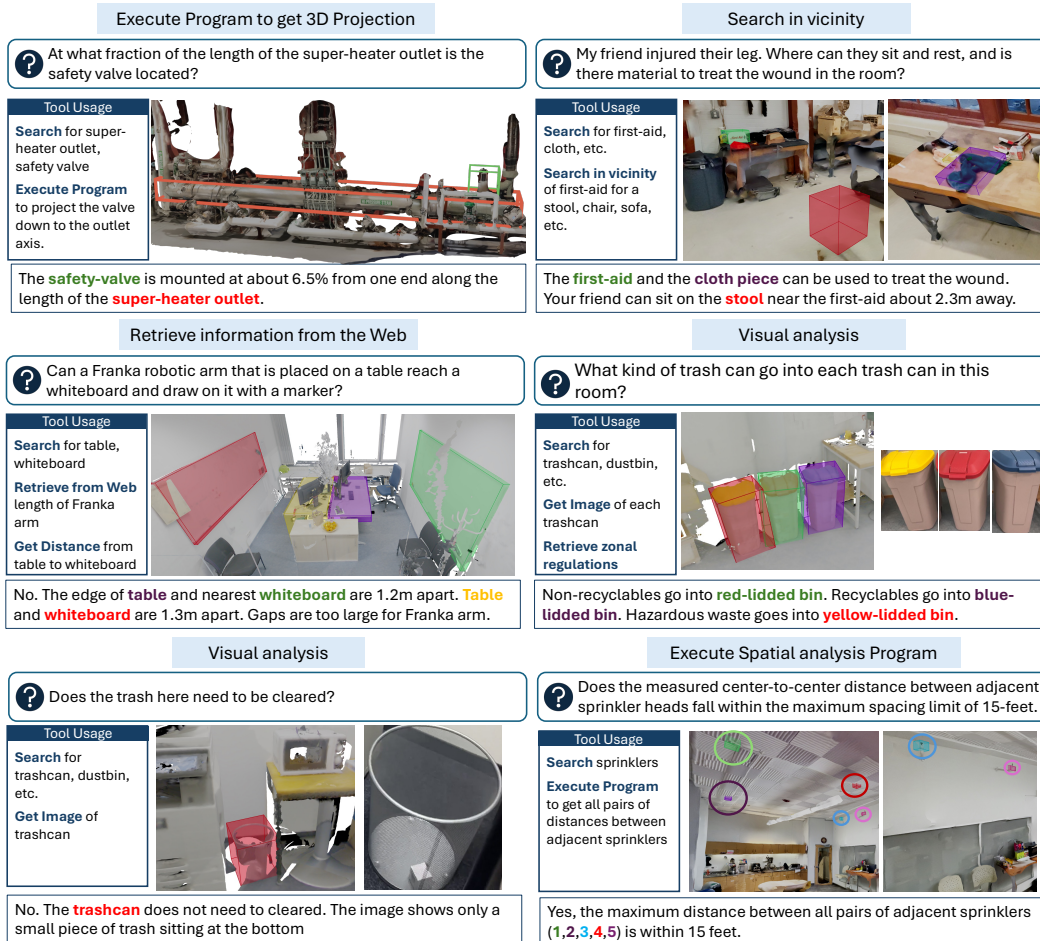 Execute Program to get 3D Projection
At what fraction of the length of the super-heater outlet is the
safety valve located?
Tool Usage
Search for super-
heater outlet,
safety valve
Execute Program
to project the valve
down to the outlet
axis.
The safety-valve is mounted at about 6.5% from one end along the
length of the super-heater outlet.
Search in vicinity
My friend injured their leg. Where can they sit and rest, and is
there material to treat the wound in the room?
Tool Usage
Search for first-aid,
cloth, etc.
Search in vicinity
of first-aid for a
stool, chair, sofa,
etc.
The first-aid and the cloth piece can be used to treat the wound.
Your friend can sit on the stool near the first-aid about 2.3m away.
Retrieve information from the Web
Can a Franka robotic arm that is placed on a table reach a
whiteboard and draw on it with a marker?
Tool Usage
Search for table,
whiteboard
Retrieve from Web
length of Franka
arm
Get Distance from
table to whiteboard
No. The edge of table and nearest whiteboard are 1.2m apart. Table
and whiteboard are 1.3m apart. Gaps are too large for Franka arm.
Visual analysis
What kind of trash can go into each trash can in this
room?
Tool Usage
Search for
trashcan, dustbin,
etc.
Get Image of each
trashcan
Retrieve zonal
regulations
Non-recyclables go into red-lidded bin. Recyclables go into blue-
lidded bin. Hazardous waste goes into yellow-lidded bin.
Visual analysis
Does the trash here need to be cleared?
Tool Usage
Search for
trashcan, dustbin,
etc.
Get Image of
trashcan
No. The trashcan does not need to cleared. The image shows only a
small piece of trash sitting at the bottom
Execute Spatial analysis Program
Does the measured center-to-center distance between adjacent
sprinkler heads fall within the maximum spacing limit of 15-feet.
Tool Usage
Search sprinklers
Execute Program
to get all pairs of
distances between
adjacent sprinklers
Yes, the maximum distance between all pairs of adjacent sprinklers
(1,2,3,4,5) is within 15 feet.